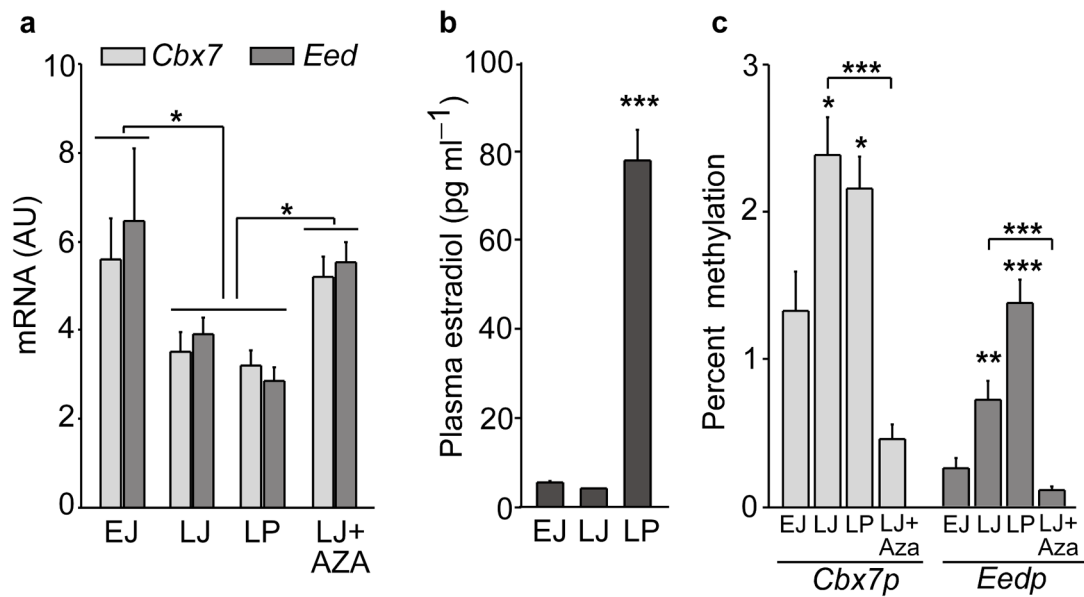 a
Cbx7 Eed
mRNA (AU)
10
8
6
4
2
0
*
*
EJ LJ LP LJ+
AZA
b
Plasma estradiol (pg ml⁻¹)
100
80
60
40
20
0
***
EJ LJ LP
c
Percent methylation
3
2
1
0
***
*
*
***
***
**
EJ LJ LP LJ+ EJ LJ LP LJ+
Aza Aza
Cbx7p Eedp